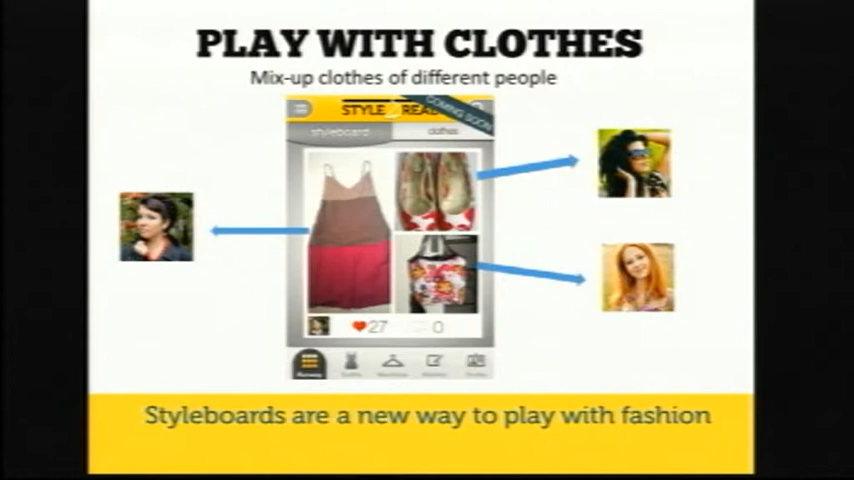 PLAY WITH CLOTHES
Mix-up clothes of different people
COMING SOON
styleboard
clothes
27
0
Styleboards are a new way to play with fashion